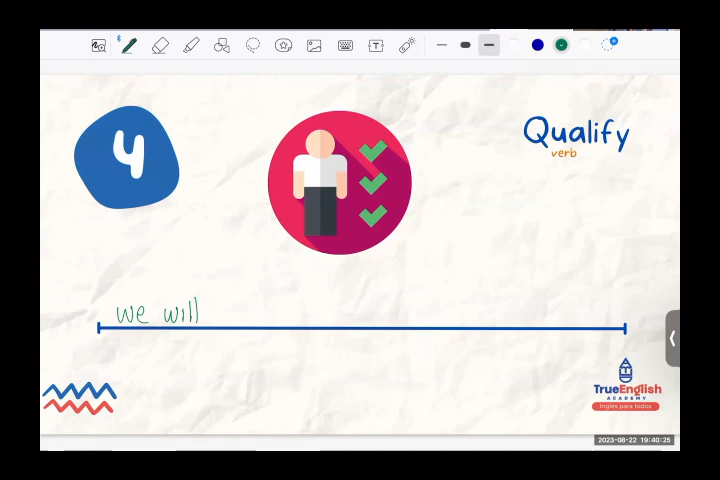 4
Qualify
verb
we will
TrueEnglish
ACADEMY
Inglés para todos
2023-08-22 19:40:25